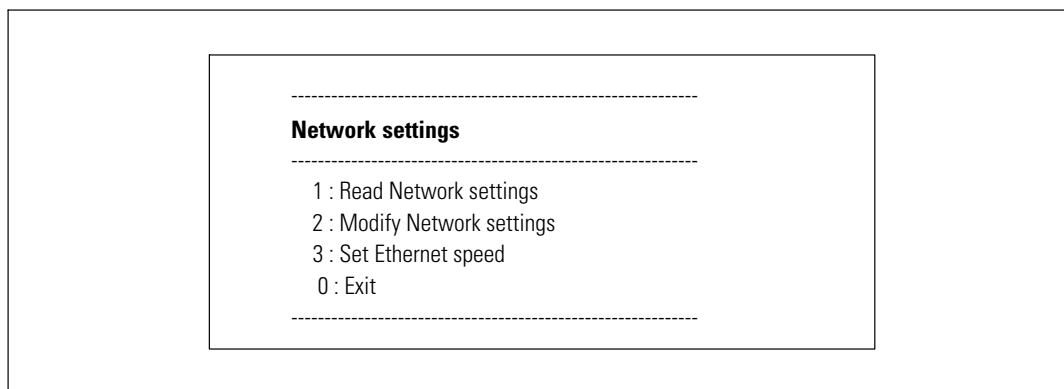 -------------------------------------------------------------
Network settings
-------------------------------------------------------------
1 : Read Network settings
2 : Modify Network settings
3 : Set Ethernet speed
0 : Exit
-------------------------------------------------------------